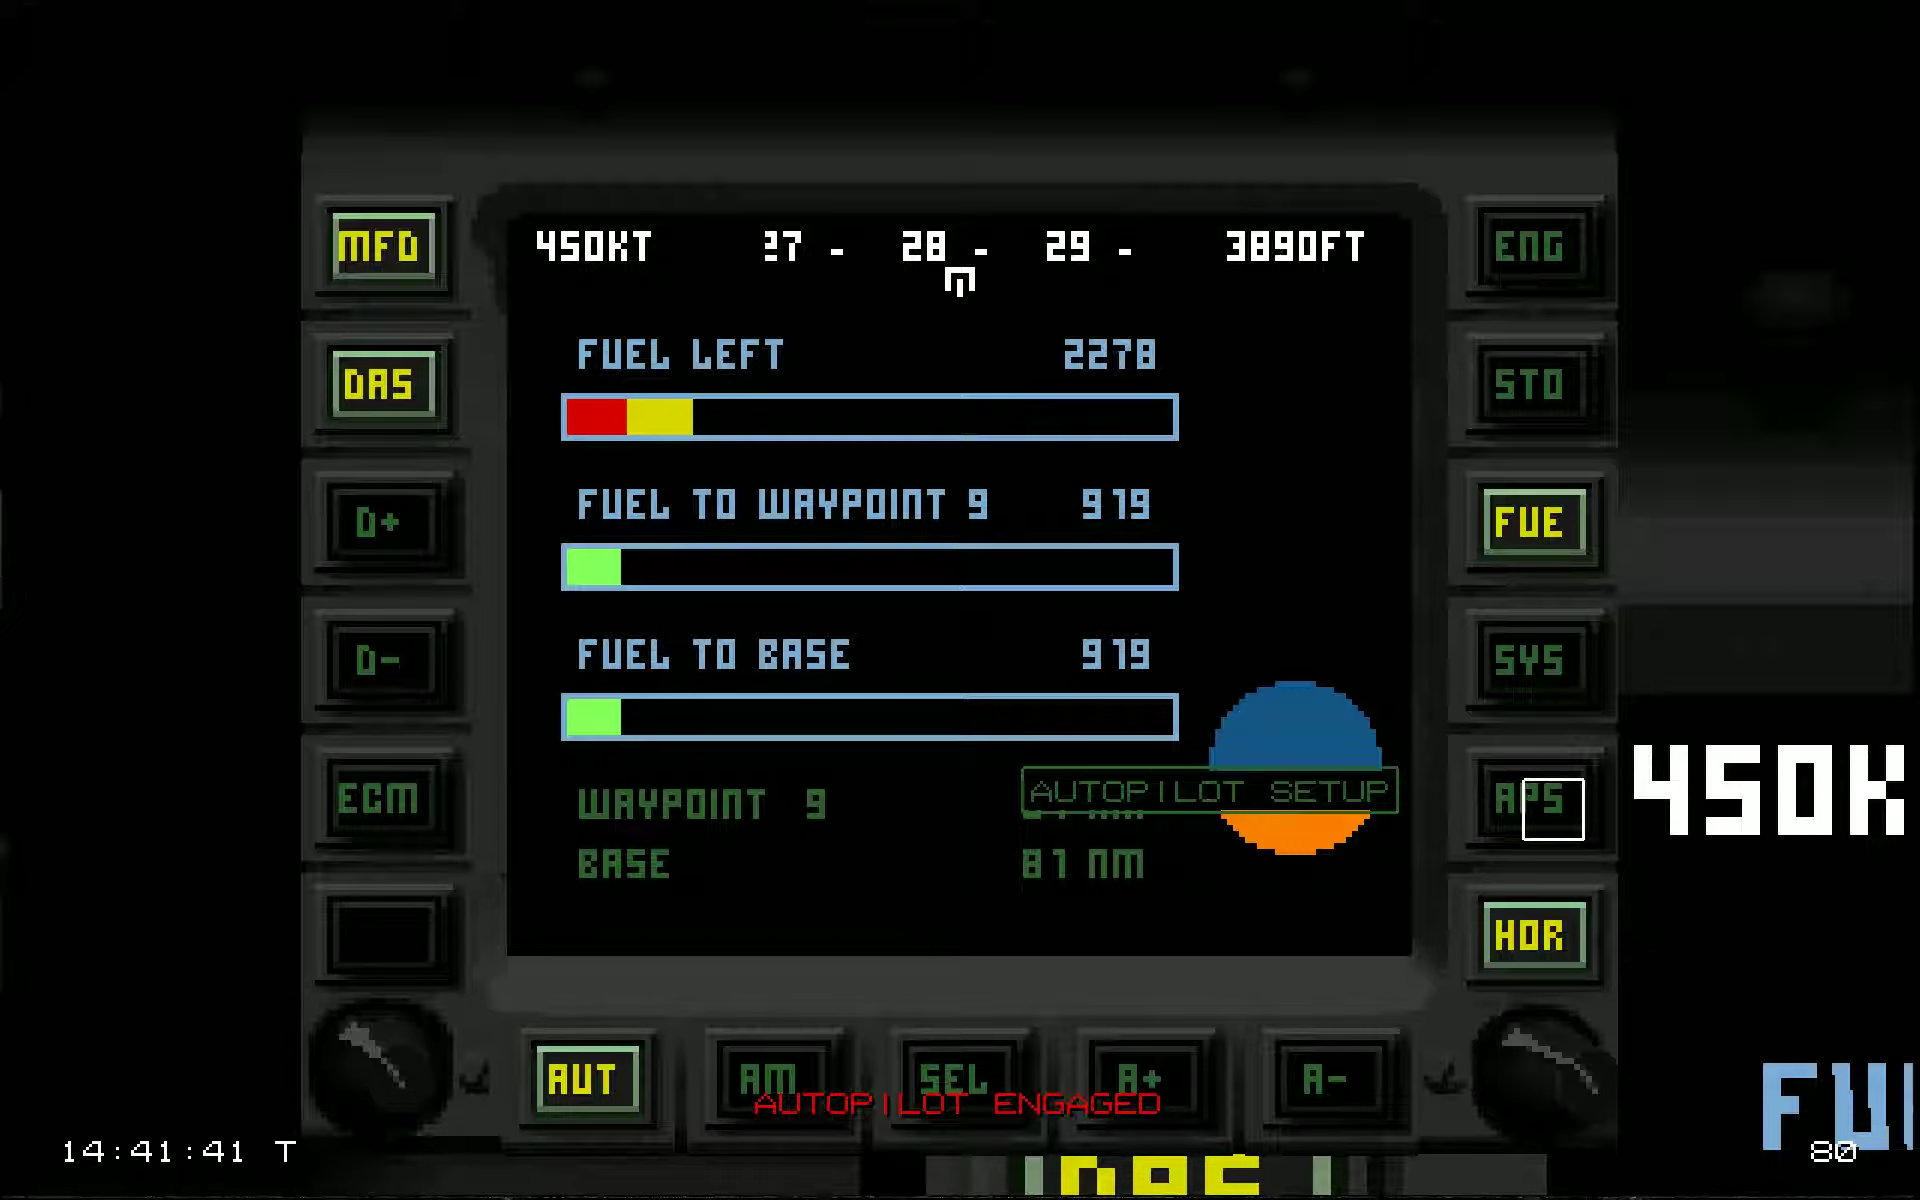 MFD
DAS
D+
D-
ECM
450KT 27 - 28 - 29 - 3890FT
FUEL LEFT 2278
FUEL TO WAYPOINT 9 919
FUEL TO BASE 919
WAYPOINT 9
AUTOPILOT SETUP
BASE 81 NM
ENG
STO
FUE
SYS
APS
HOR
450K
AUT
AM
SEL
A+
A-
AUTOPILOT ENGAGED
14:41:41 T
FU
80